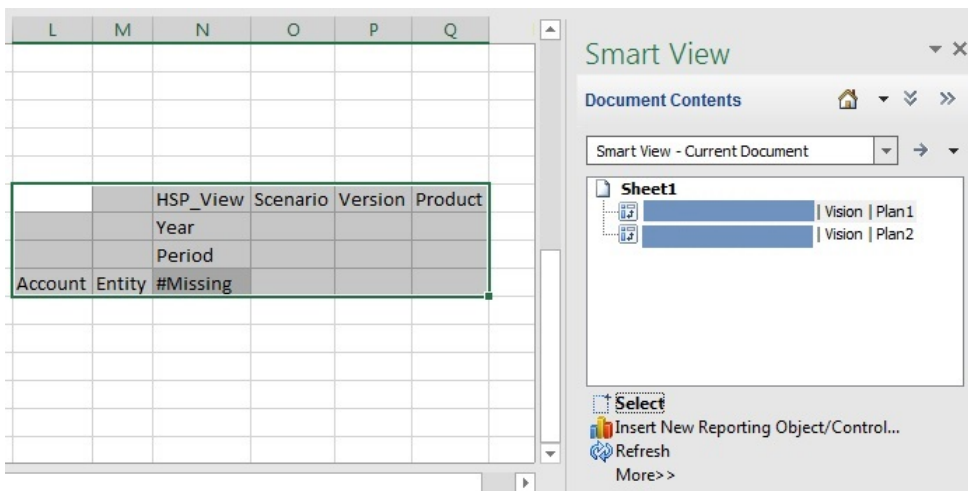 L M N O P Q
HSP_View Scenario Version Product
Year
Period
Account Entity #Missing
Smart View
Document Contents
Smart View - Current Document
Sheet1
| Vision | Plan1
| Vision | Plan2
Select
Insert New Reporting Object/Control...
Refresh
More>>